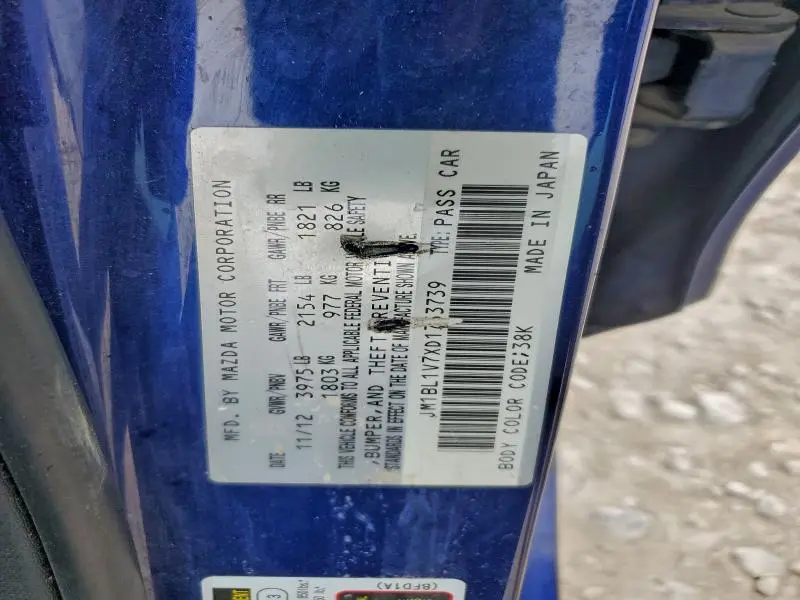 MFD. BY MAZDA MOTOR CORPORATION
DATE GVWR/PNBV GAWR/PNBE FRT GAWR/PNBE RR
11/12 3975 LB 2154 LB 1821 LB
1803 KG 977 KG 826 KG
THIS VEHICLE CONFORMS TO ALL APPLICABLE FEDERAL MOTOR SAFETY
, BUMPER, AND THEFT
STANDARDS IN EFFECT ON THE DATE OF MANUFACTURE SHOWN
TYPE: PASS CAR
BODY COLOR CODE;38K MADE IN JAPAN
(BFD1A)